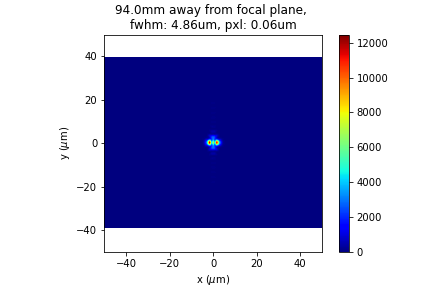 94.0mm away from focal plane,
fwhm: 4.86um, pxl: 0.06um
40
20
0
−20
−40
y (μm)
−40 −20 0 20 40
x (μm)
12000
10000
8000
6000
4000
2000
0